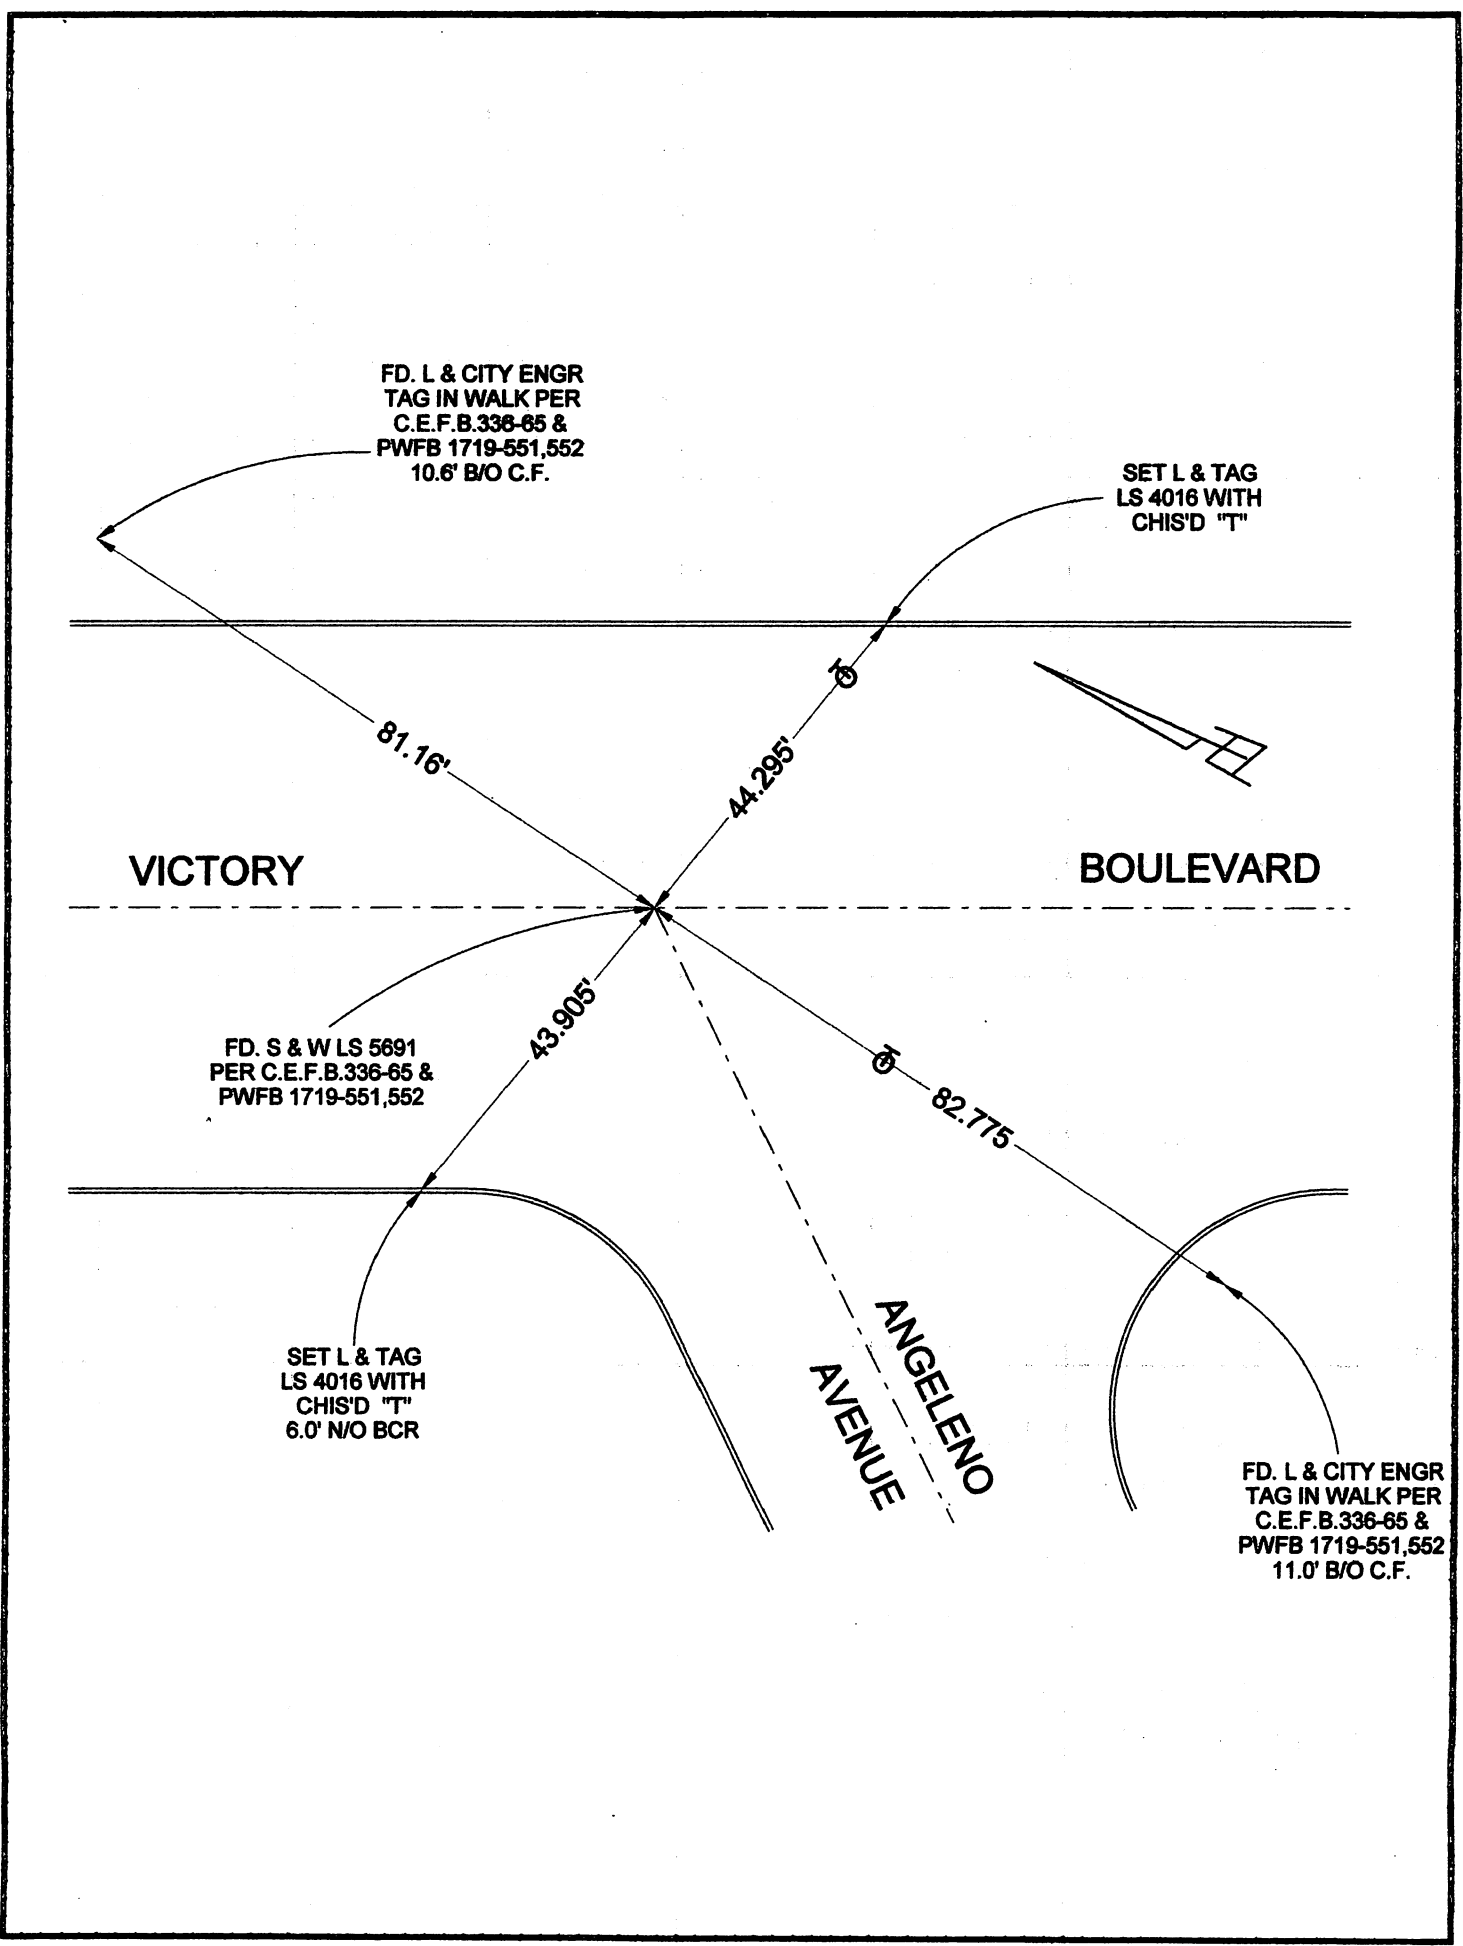 FD. L & CITY ENGR
TAG IN WALK PER
C.E.F.B.336-65 &
PWFB 1719-551,552
10.6' B/O C.F.
SET L & TAG
LS 4016 WITH
CHIS'D "T"
81.16'
44.295'
VICTORY BOULEVARD
43.905'
FD. S & W LS 5691
PER C.E.F.B.336-65 &
PWFB 1719-551,552
82.775
SET L & TAG
LS 4016 WITH
CHIS'D "T"
6.0' N/O BCR
ANGELENO
AVENUE
FD. L & CITY ENGR
TAG IN WALK PER
C.E.F.B.336-65 &
PWFB 1719-551,552
11.0' B/O C.F.